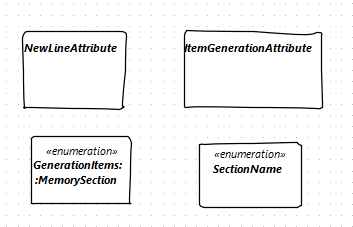 NewLineAttribute
ItemGenerationAttribute
«enumeration»
GenerationItems:
:MemorySection
«enumeration»
SectionName